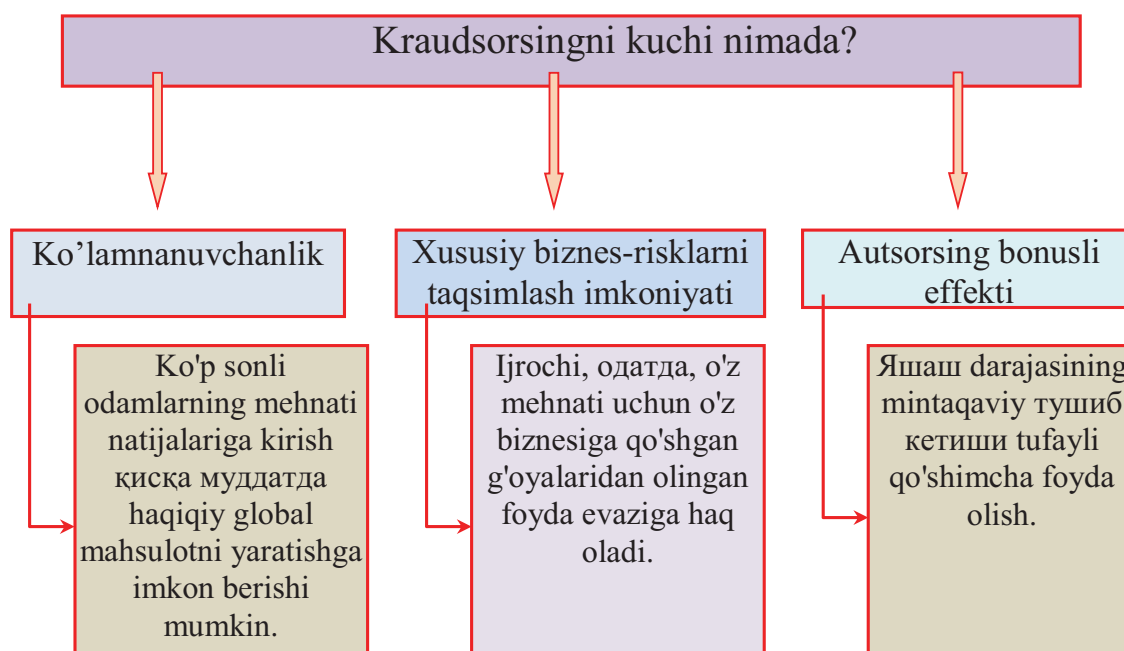 Kraudsorsingni kuchi nimada?
Ko’lamnanuvchanlik
Ko'p sonli
odamlarning mehnati
natijalariga kirish
қисқа муддатда
haqiqiy global
mahsulotni yaratishga
imkon berishi
mumkin.
Xususiy biznes-risklarni
taqsimlash imkoniyati
Ijrochi, одатда, o'z
mehnati uchun o'z
biznesiga qo'shgan
g'oyalaridan olingan
foyda evaziga haq
oladi.
Autsorsing bonusli
effekti
Яшаш darajasining
mintaqaviy тушиб
кетиши tufayli
qo'shimcha foyda
olish.